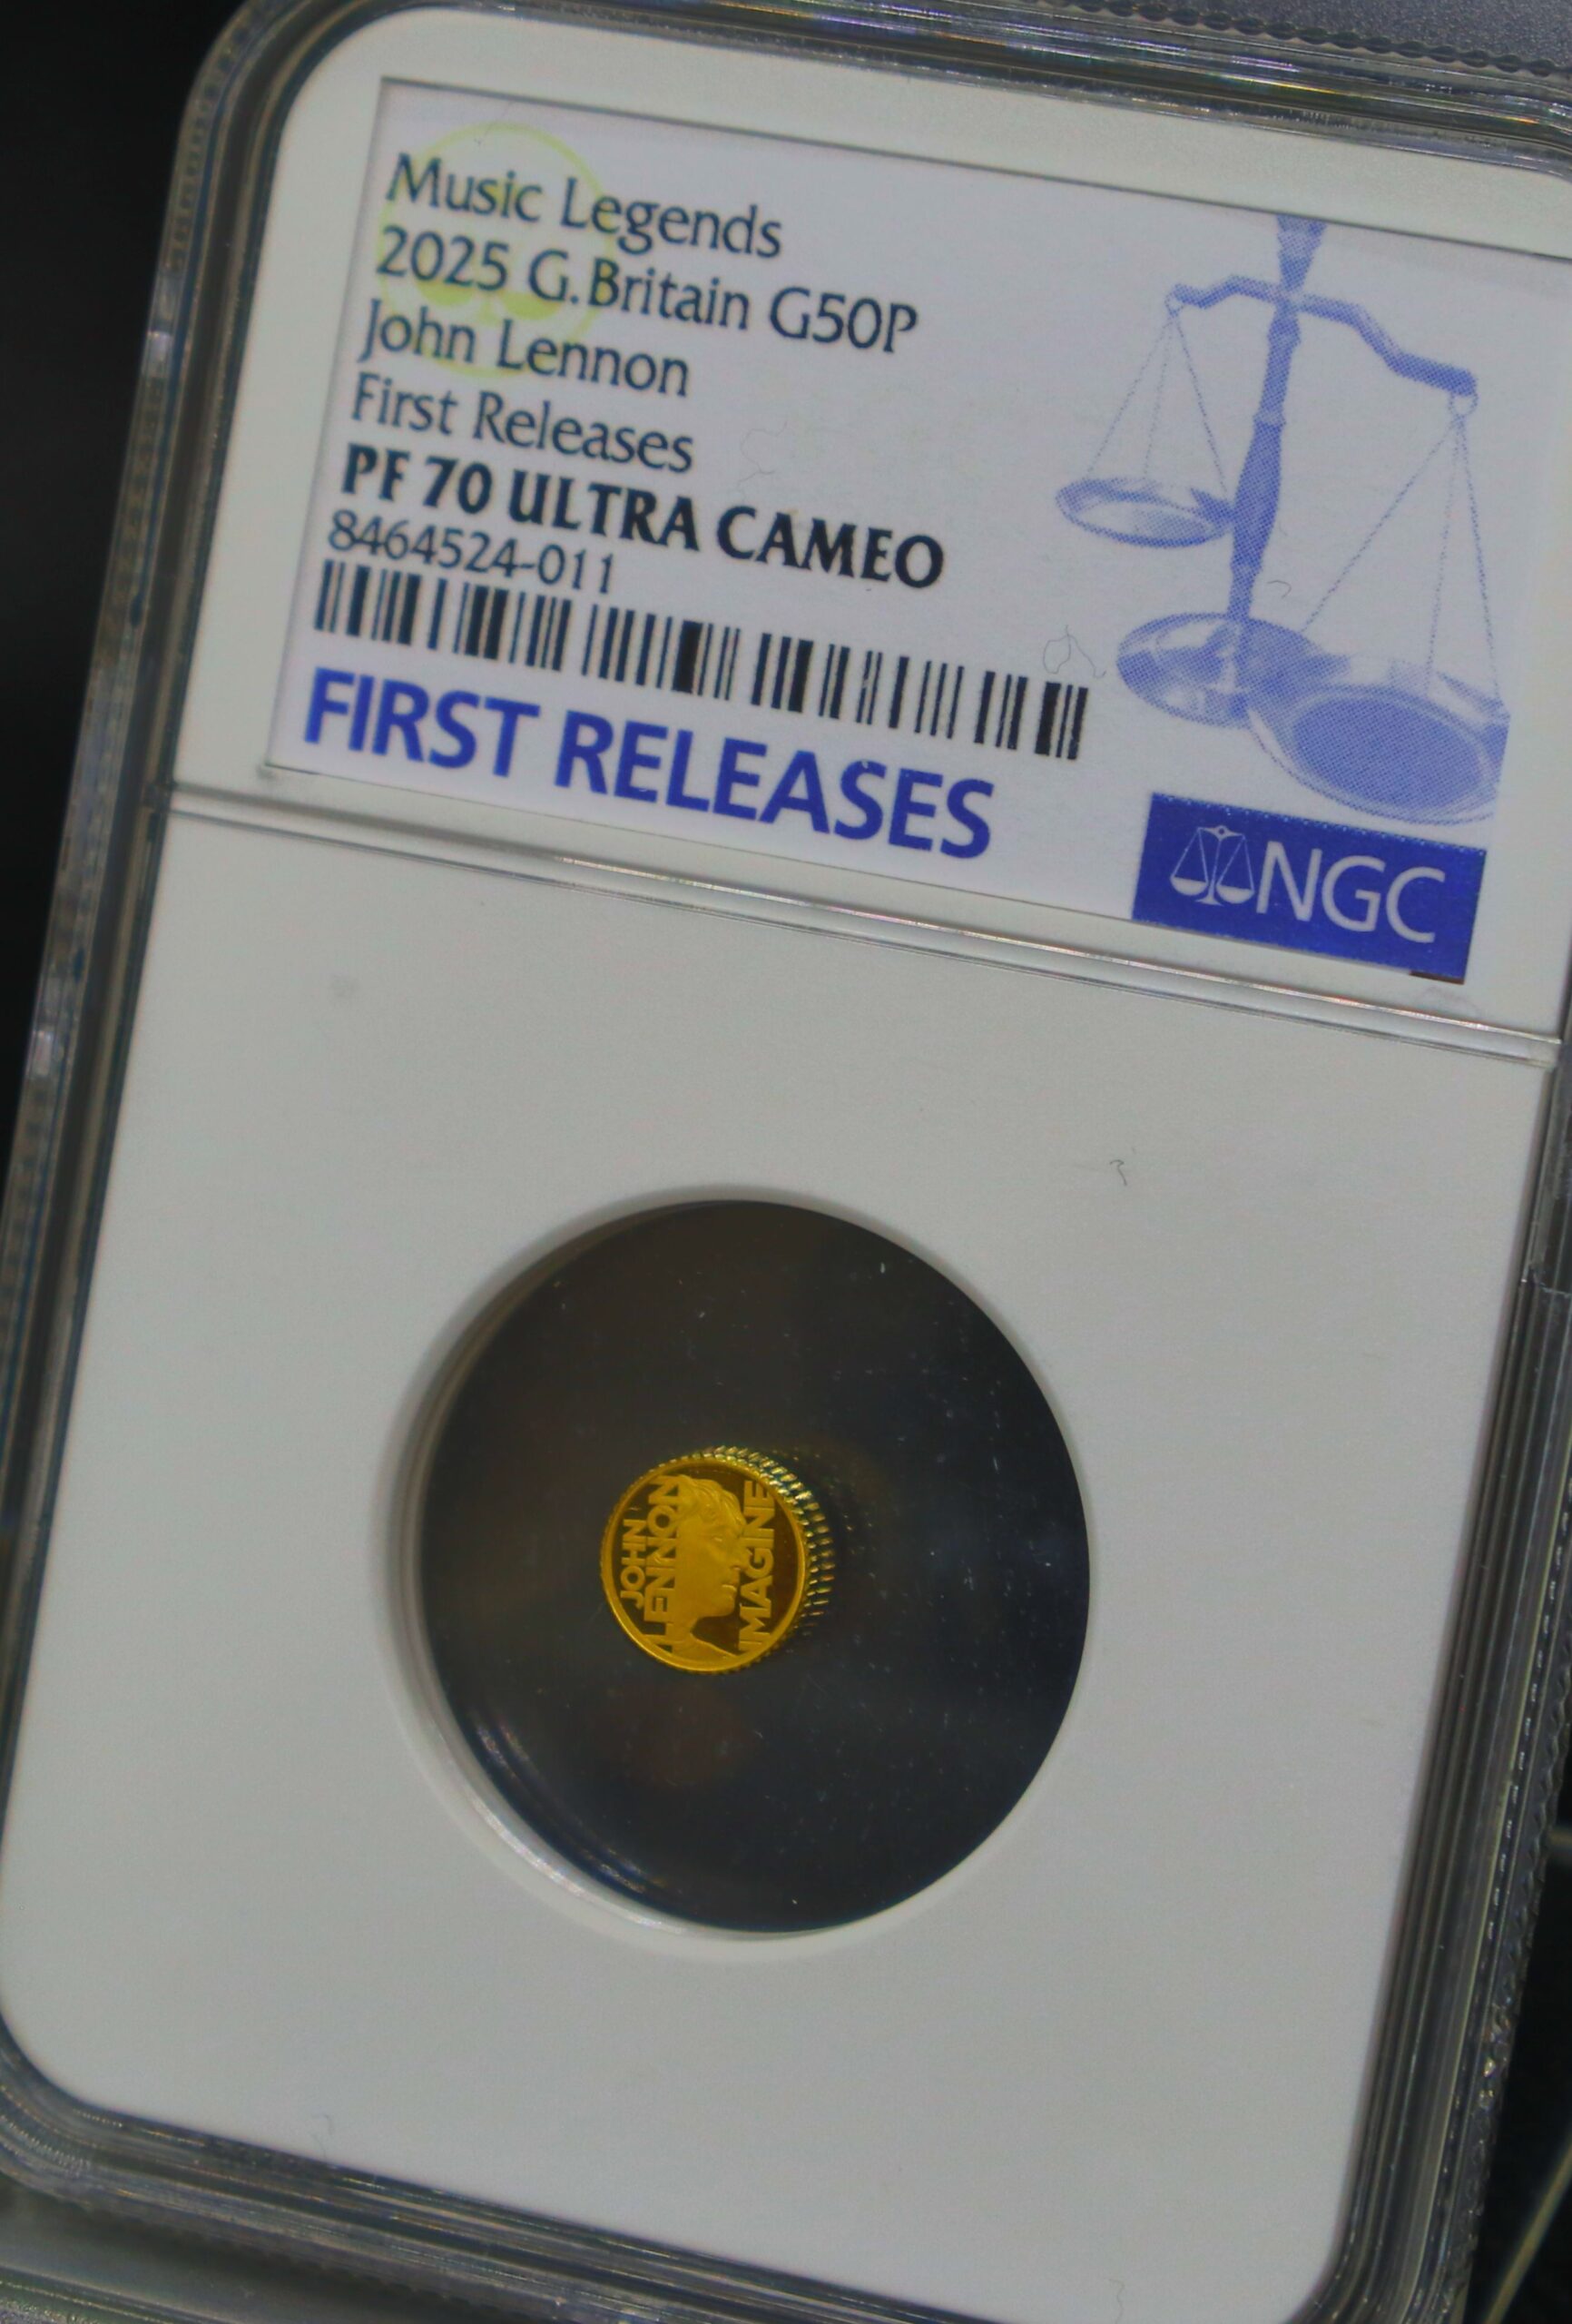 Music Legends
2025 G.Britain G50P
John Lennon
First Releases
PF 70 ULTRA CAMEO
8464524-011
FIRST RELEASES
NGC
JOHN
LENNON
IMAGINE